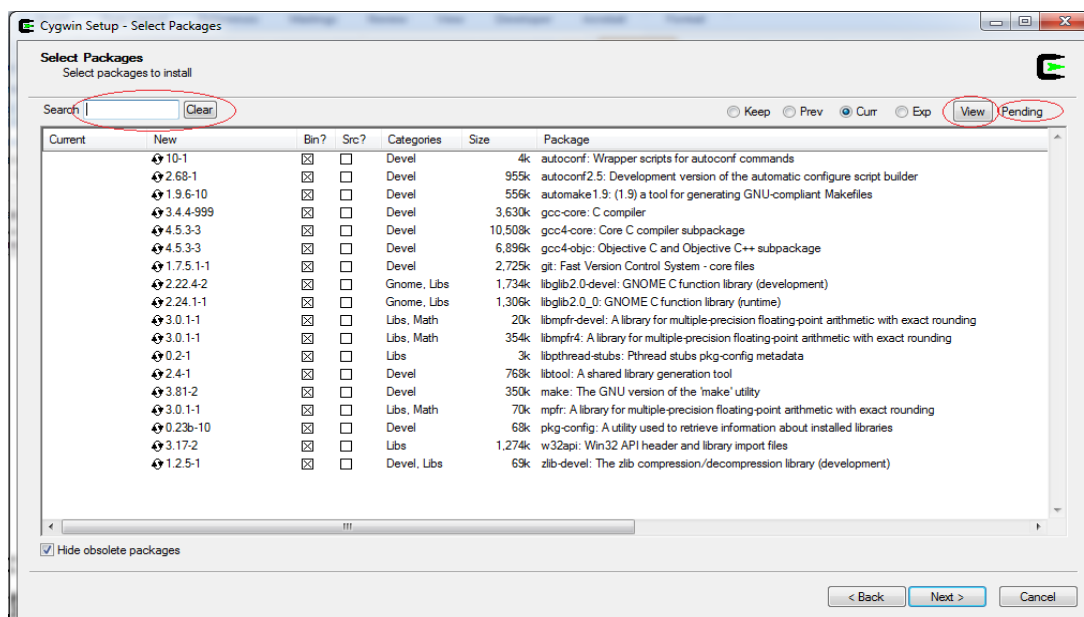 Cygwin Setup - Select Packages
Select Packages
Select packages to install
Search Clear Keep Prev Curr Exp View Pending
Current New Bin? Src? Categories Size Package
10-1 Devel 4k autoconf: Wrapper scripts for autoconf commands
2.68-1 Devel 955k autoconf2.5: Development version of the automatic configure script builder
1.9.6-10 Devel 556k automake1.9: (1.9) a tool for generating GNU-compliant Makefiles
3.4.4-999 Devel 3,630k gcc-core: C compiler
4.5.3-3 Devel 10,508k gcc4-core: Core C compiler subpackage
4.5.3-3 Devel 6,896k gcc4-objc: Objective C and Objective C++ subpackage
1.7.5.1-1 Devel 2,725k git: Fast Version Control System - core files
2.22.4-2 Gnome, Libs 1,734k libglib2.0-devel: GNOME C function library (development)
2.24.1-1 Gnome, Libs 1,306k libglib2.0_0: GNOME C function library (runtime)
3.0.1-1 Libs, Math 20k libmpfr-devel: A library for multiple-precision floating-point arithmetic with exact rounding
3.0.1-1 Libs, Math 354k libmpfr4: A library for multiple-precision floating-point arithmetic with exact rounding
0.2-1 Libs 3k libpthread-stubs: Pthread stubs pkg-config metadata
2.4-1 Devel 768k libtool: A shared library generation tool
3.81-2 Devel 350k make: The GNU version of the 'make' utility
3.0.1-1 Libs, Math 70k mpfr: A library for multiple-precision floating-point arithmetic with exact rounding
0.23b-10 Devel 68k pkg-config: A utility used to retrieve information about installed libraries
3.17-2 Libs 1,274k w32api: Win32 API header and library import files
1.2.5-1 Devel, Libs 69k zlib-devel: The zlib compression/decompression library (development)
Hide obsolete packages
< Back Next > Cancel